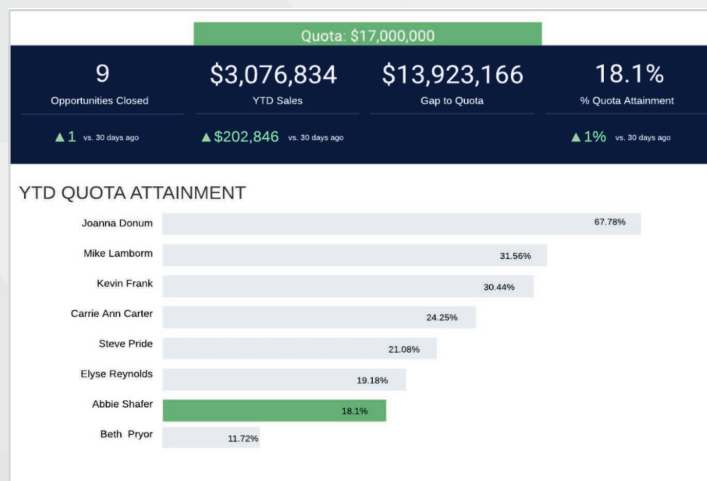 Quota: $17,000,000
9 $3,076,834 $13,923,166 18.1%
Opportunities Closed YTD Sales Gap to Quota % Quota Attainment
▲1 vs. 30 days ago ▲$202,846 vs. 30 days ago ▲1% vs. 30 days ago
YTD QUOTA ATTAINMENT
Joanna Donum 67.78%
Mike Lamborm 31.56%
Kevin Frank 30.44%
Carrie Ann Carter 24.25%
Steve Pride 21.08%
Elyse Reynolds 19.18%
Abbie Shafer 18.1%
Beth Pryor 11.72%